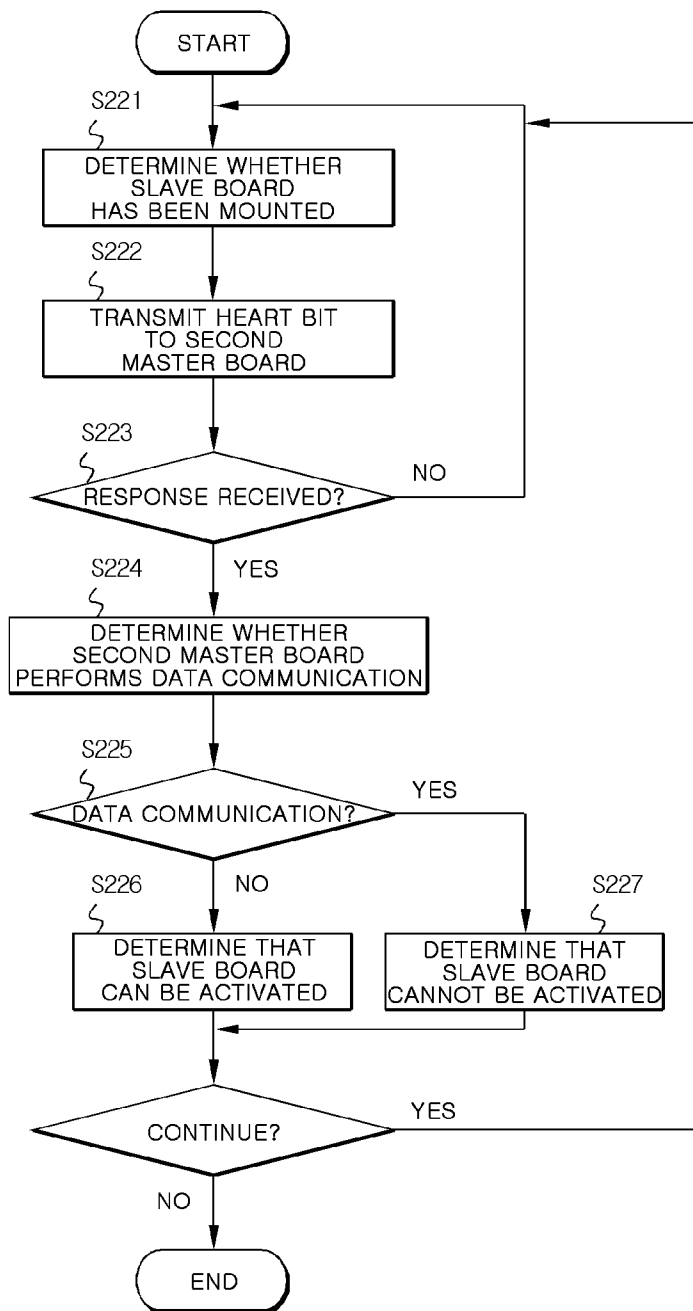 START
S221
DETERMINE WHETHER
SLAVE BOARD
HAS BEEN MOUNTED
S222
TRANSMIT HEART BIT
TO SECOND
MASTER BOARD
S223
RESPONSE RECEIVED?
NO
YES
S224
DETERMINE WHETHER
SECOND MASTER BOARD
PERFORMS DATA COMMUNICATION
S225
DATA COMMUNICATION?
YES
NO
S226
DETERMINE THAT
SLAVE BOARD
CAN BE ACTIVATED
S227
DETERMINE THAT
SLAVE BOARD
CANNOT BE ACTIVATED
CONTINUE?
YES
NO
END